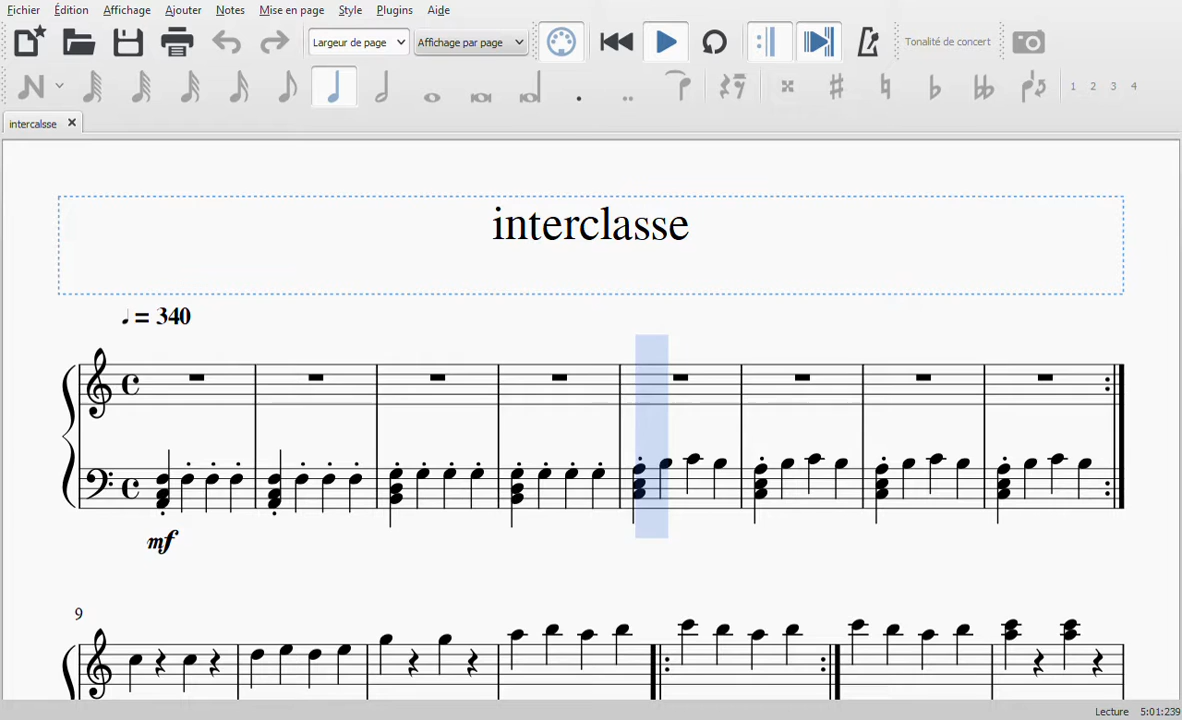 Fichier Édition Affichage Ajouter Notes Mise en page Style Plugins Aide
Largeur de page Affichage par page Tonalité de concert
1 2 3 4
intercalsse
interclasse
♩ = 340
mf
9
Lecture 5:01:239